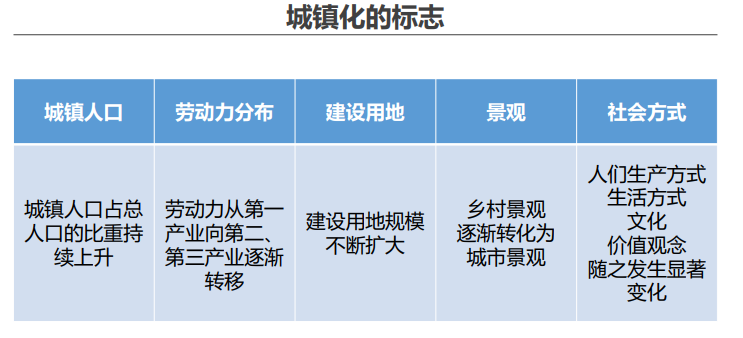 城镇化的标志
城镇人口
劳动力分布
建设用地
景观
社会方式
城镇人口占总
人口的比重持
续上升
劳动力从第一
产业向第二、
第三产业逐渐
转移
建设用地规模
不断扩大
乡村景观
逐渐转化为
城市景观
人们生产方式
生活方式
文化
价值观念
随之发生显著
变化